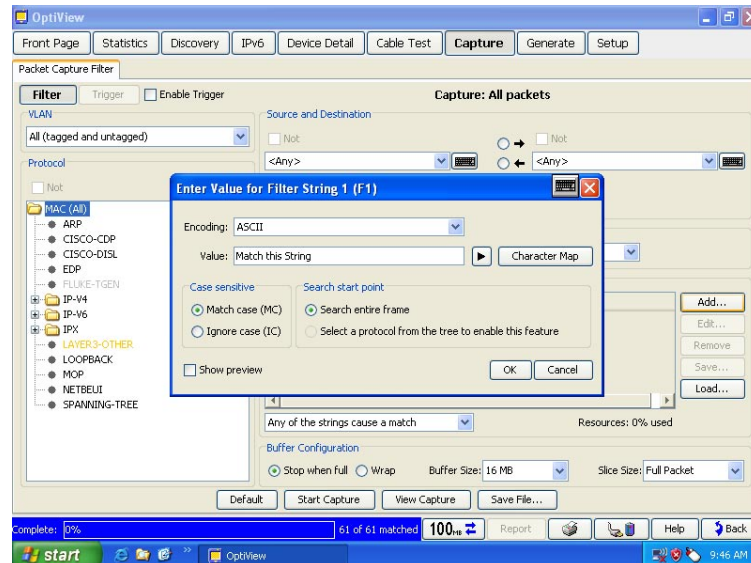 OptiView
Front Page Statistics Discovery IPv6 Device Detail Cable Test Capture Generate Setup
Packet Capture Filter
Filter Trigger Enable Trigger Capture: All packets
VLAN
All (tagged and untagged)
Source and Destination
Not Not
<Any> <Any>
Protocol
Not
MAC (All)
ARP
CISCO-CDP
CISCO-DISL
EDP
FLUKE-TGEN
IP-V4
IP-V6
IPX
LAYER3-OTHER
LOOPBACK
MOP
NETBEUI
SPANNING-TREE
Enter Value for Filter String 1 (F1)
Encoding: ASCII
Value: Match this String Character Map
Case sensitive
Match case (MC)
Ignore case (IC)
Search start point
Search entire frame
Select a protocol from the tree to enable this feature
Show preview OK Cancel
Add...
Edit...
Remove
Save...
Load...
Any of the strings cause a match Resources: 0% used
Buffer Configuration
Stop when full Wrap Buffer Size: 16 MB Slice Size: Full Packet
Default Start Capture View Capture Save File...
Complete: 0% 61 of 61 matched 100MB Report Help Back
start OptiView 9:46 AM